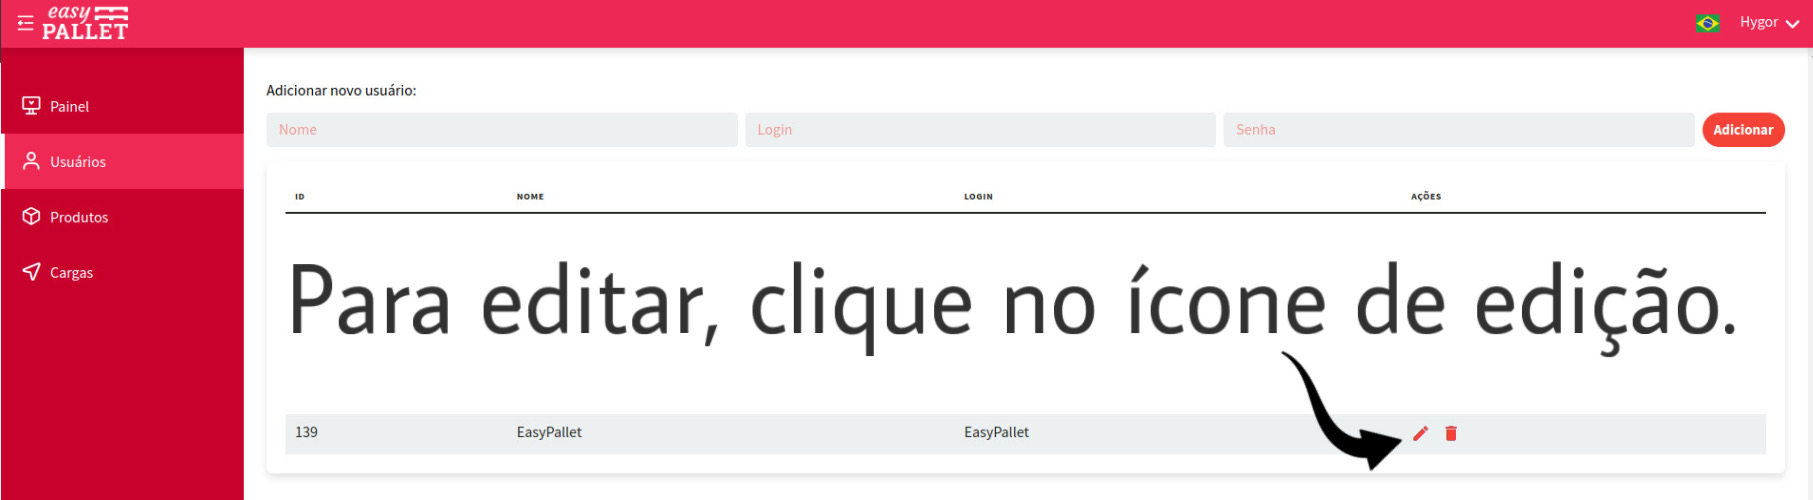 easy
PALLET
Hygor
Painel
Usuários
Produtos
Cargas
Adicionar novo usuário:
Nome Login Senha Adicionar
ID NOME LOGIN AÇÕES
Para editar, clique no ícone de edição.
139 EasyPallet EasyPallet